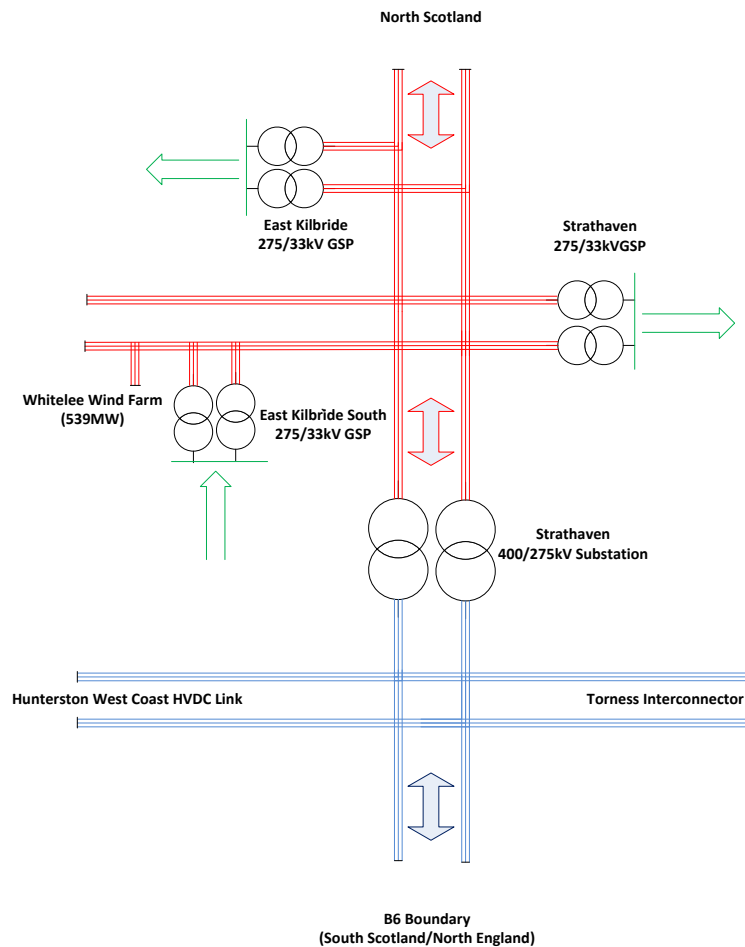 North Scotland
East Kilbride
275/33kV GSP
Strathaven
275/33kVGSP
Whitelee Wind Farm
(539MW)
East Kilbride South
275/33kV GSP
Strathaven
400/275kV Substation
Hunterston West Coast HVDC Link
Torness Interconnector
B6 Boundary
(South Scotland/North England)